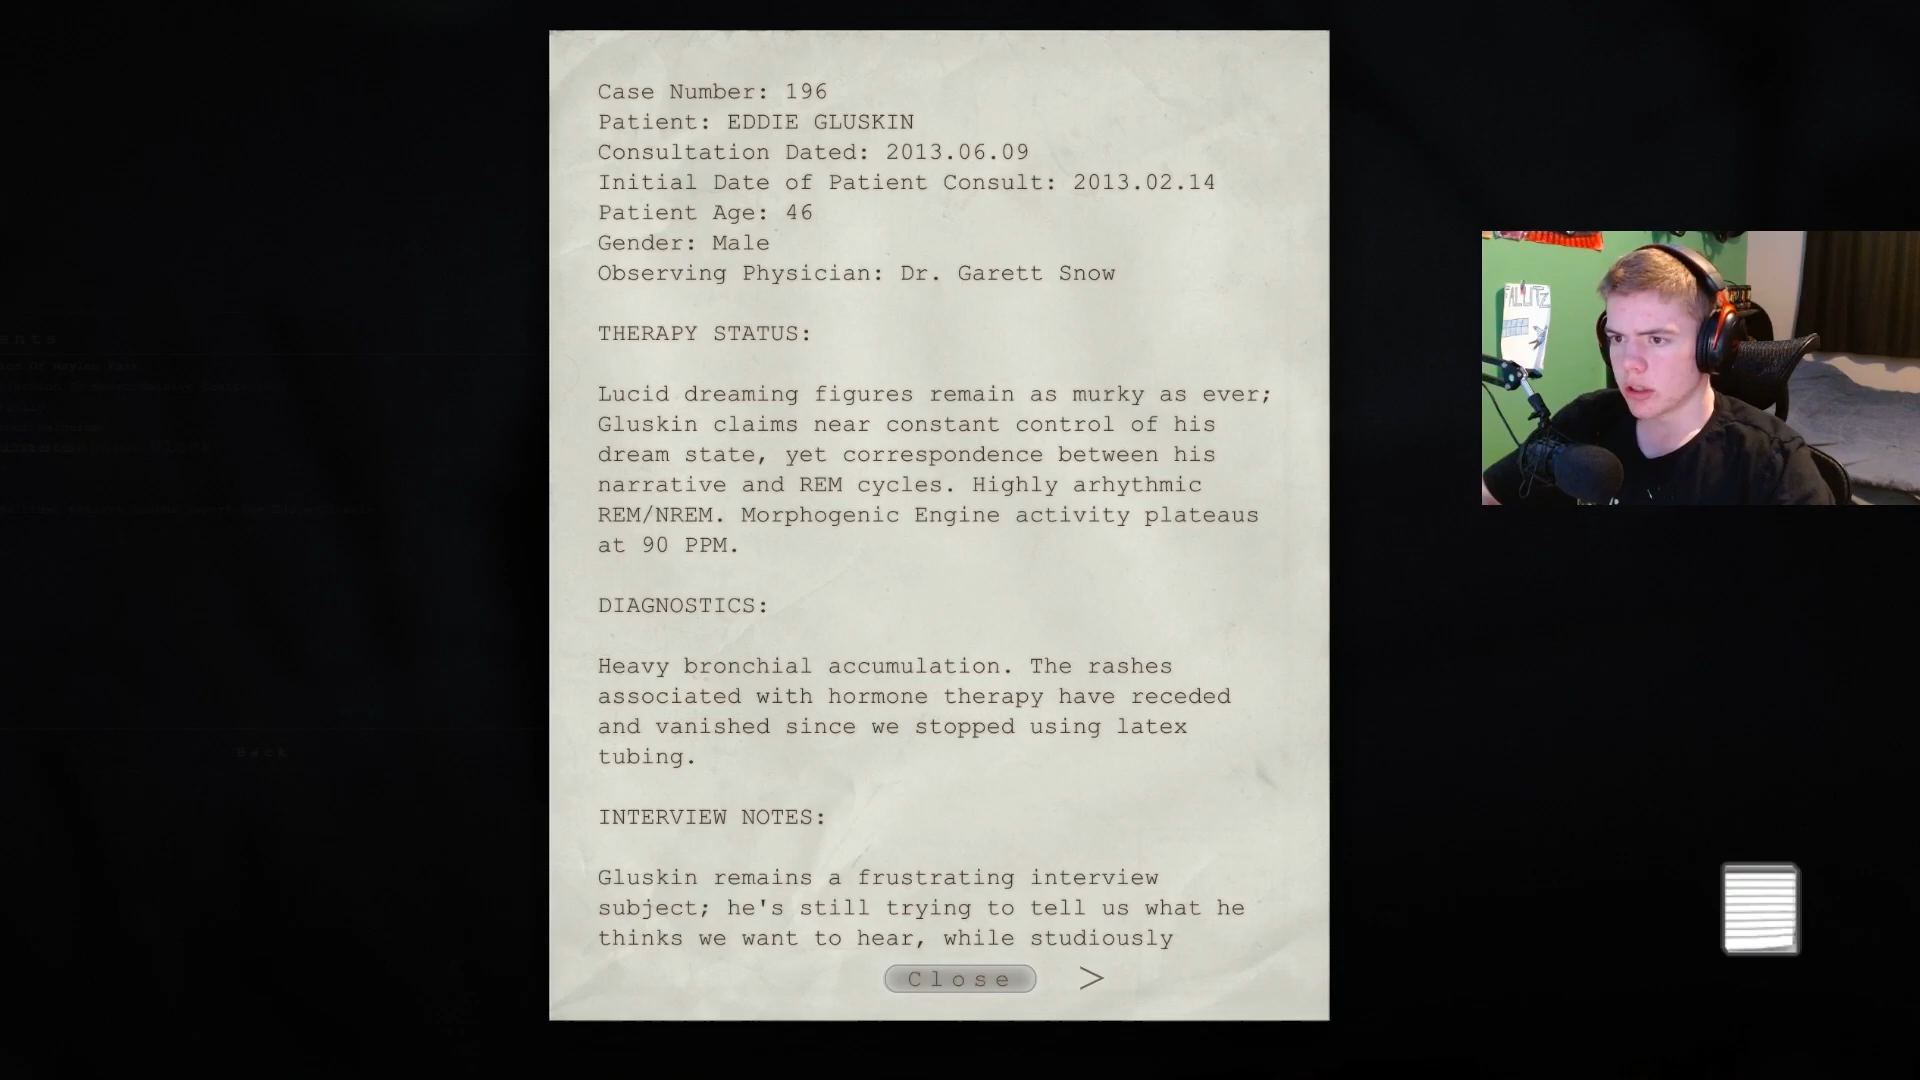 Case Number: 196
Patient: EDDIE GLUSKIN
Consultation Dated: 2013.06.09
Initial Date of Patient Consult: 2013.02.14
Patient Age: 46
Gender: Male
Observing Physician: Dr. Garett Snow
THERAPY STATUS:
Lucid dreaming figures remain as murky as ever;
Gluskin claims near constant control of his
dream state, yet correspondence between his
narrative and REM cycles. Highly arhythmic
REM/NREM. Morphogenic Engine activity plateaus
at 90 PPM.
DIAGNOSTICS:
Heavy bronchial accumulation. The rashes
associated with hormone therapy have receded
and vanished since we stopped using latex
tubing.
INTERVIEW NOTES:
Gluskin remains a frustrating interview
subject; he's still trying to tell us what he
thinks we want to hear, while studiously
Close >
Back